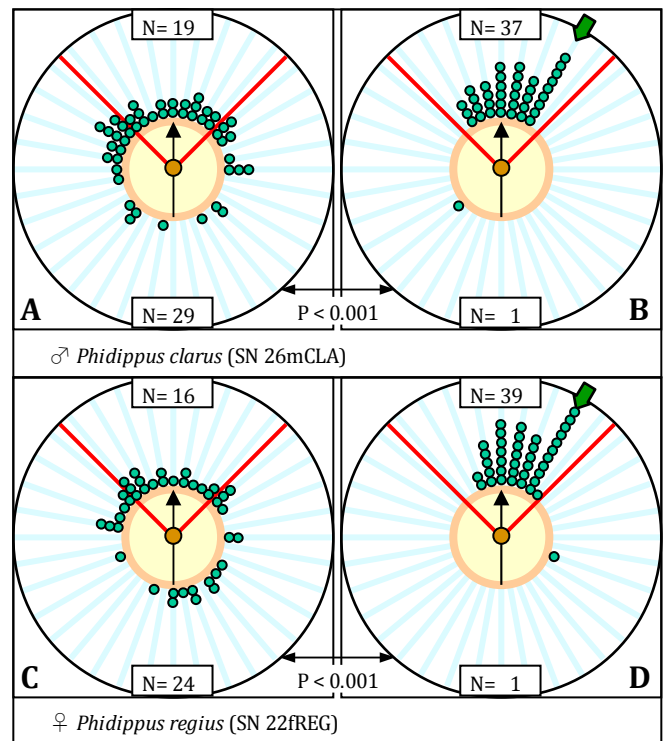 N= 19
N= 37
A
B
P < 0.001
N= 29
N= 1
♂ Phidippus clarus (SN 26mCLA)
N= 16
N= 39
C
D
P < 0.001
N= 24
N= 1
♀ Phidippus regius (SN 22fREG)